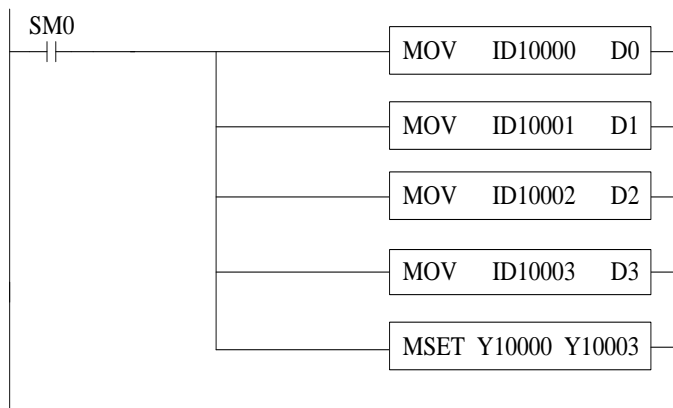 SM0
MOV ID10000 D0
MOV ID10001 D1
MOV ID10002 D2
MOV ID10003 D3
MSET Y10000 Y10003